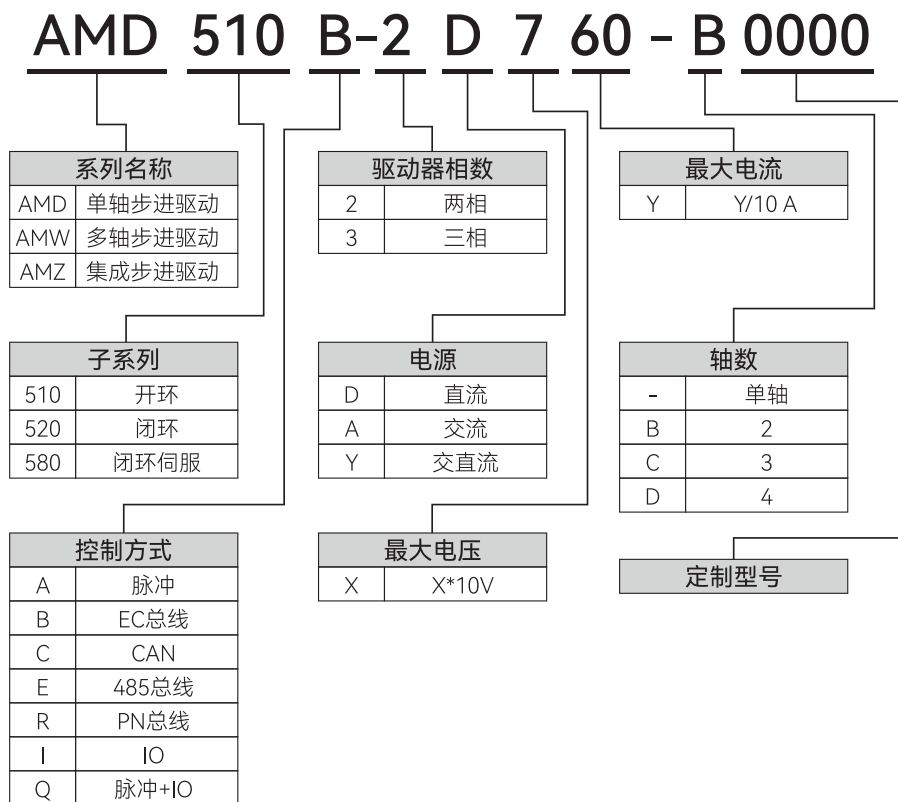 AMD 510 B-2 D 7 60 - B 0000
系列名称
AMD 单轴步进驱动
AMW 多轴步进驱动
AMZ 集成步进驱动
驱动器相数
2 两相
3 三相
最大电流
Y Y/10 A
子系列
510 开环
520 闭环
580 闭环伺服
电源
D 直流
A 交流
Y 交直流
轴数
- 单轴
B 2
C 3
D 4
控制方式
A 脉冲
B EC总线
C CAN
E 485总线
R PN总线
I IO
Q 脉冲+IO
最大电压
X X*10V
定制型号